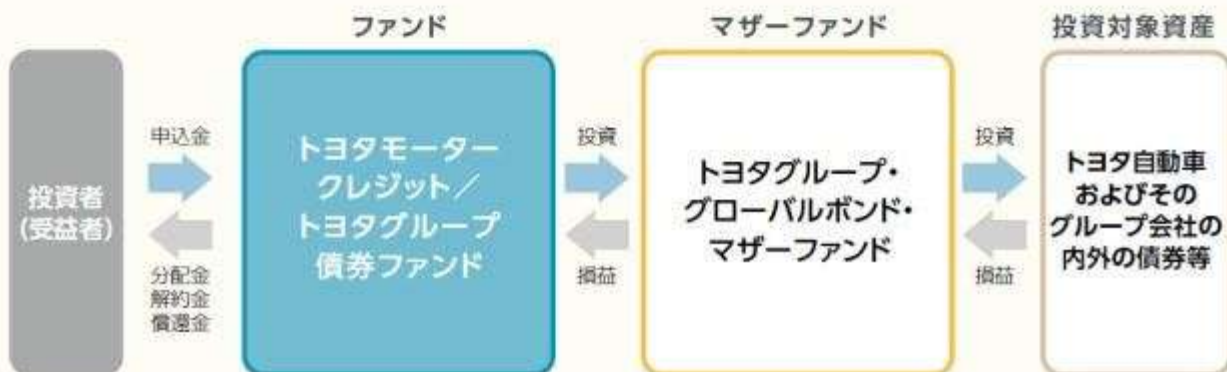 ファンド
マザーファンド
投資対象資産
投資者
(受益者)
申込金
分配金
解約金
償還金
トヨタモーター
クレジット／
トヨタグループ
債券ファンド
投資
損益
トヨタグループ・
グローバルボンド・
マザーファンド
投資
損益
トヨタ自動車
およびその
グループ会社の
内外の債券等